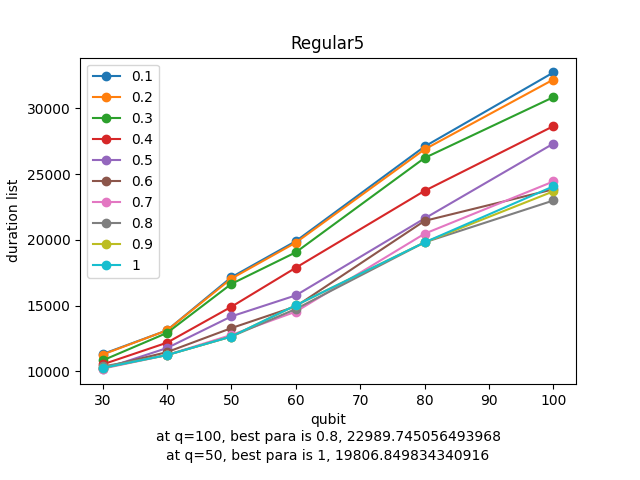 Regular5
0.1
0.2
0.3
0.4
0.5
0.6
0.7
0.8
0.9
1
duration list
30000
25000
20000
15000
10000
30 40 50 60 70 80 90 100
qubit
at q=100, best para is 0.8, 22989.745056493968
at q=50, best para is 1, 19806.849834340916